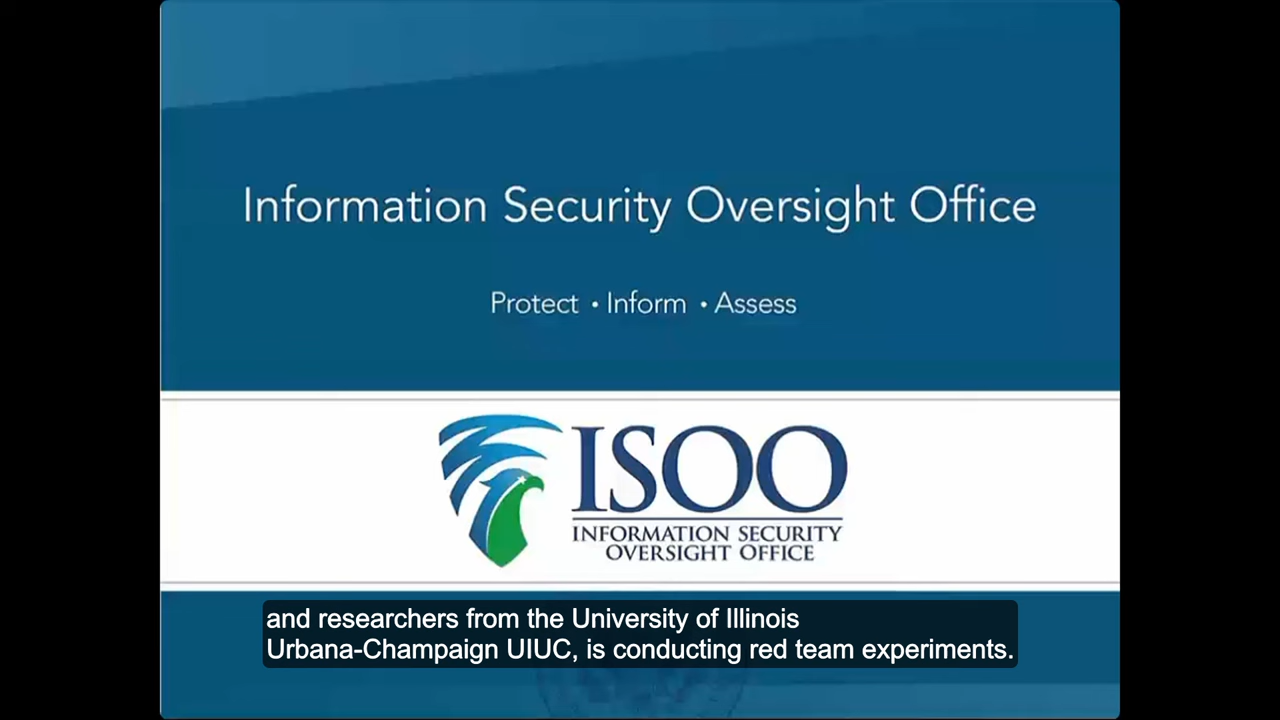 Information Security Oversight Office
Protect • Inform • Assess
ISOO
INFORMATION SECURITY
OVERSIGHT OFFICE
and researchers from the University of Illinois
Urbana-Champaign UIUC, is conducting red team experiments.